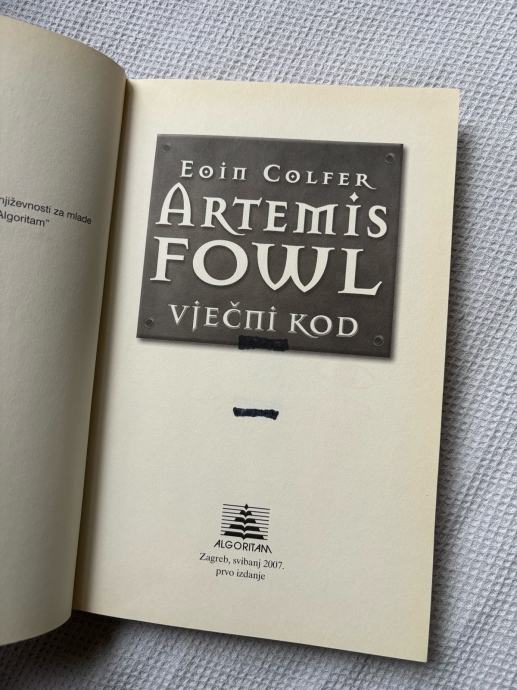 njiževnosti za mlade
Algoritam"
Eoin Colfer
Artemis
FOWL
Vječni kod
ALGORITAM
Zagreb, svibanj 2007.
prvo izdanje